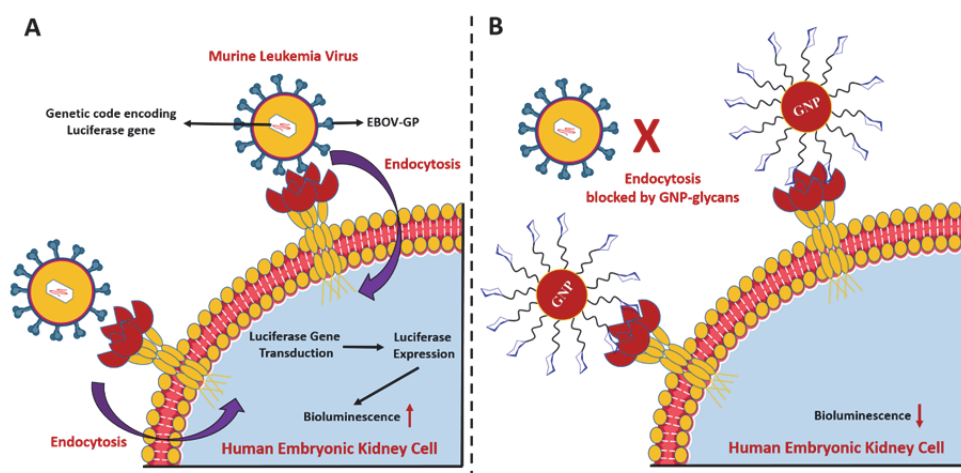 A
Murine Leukemia Virus
Genetic code encoding
Luciferase gene
EBOV-GP
Endocytosis
Luciferase Gene
Transduction
Luciferase
Expression
Bioluminescence
Endocytosis
Human Embryonic Kidney Cell
B
GNP
X
Endocytosis
blocked by GNP-glycans
GNP
Bioluminescence
Human Embryonic Kidney Cell